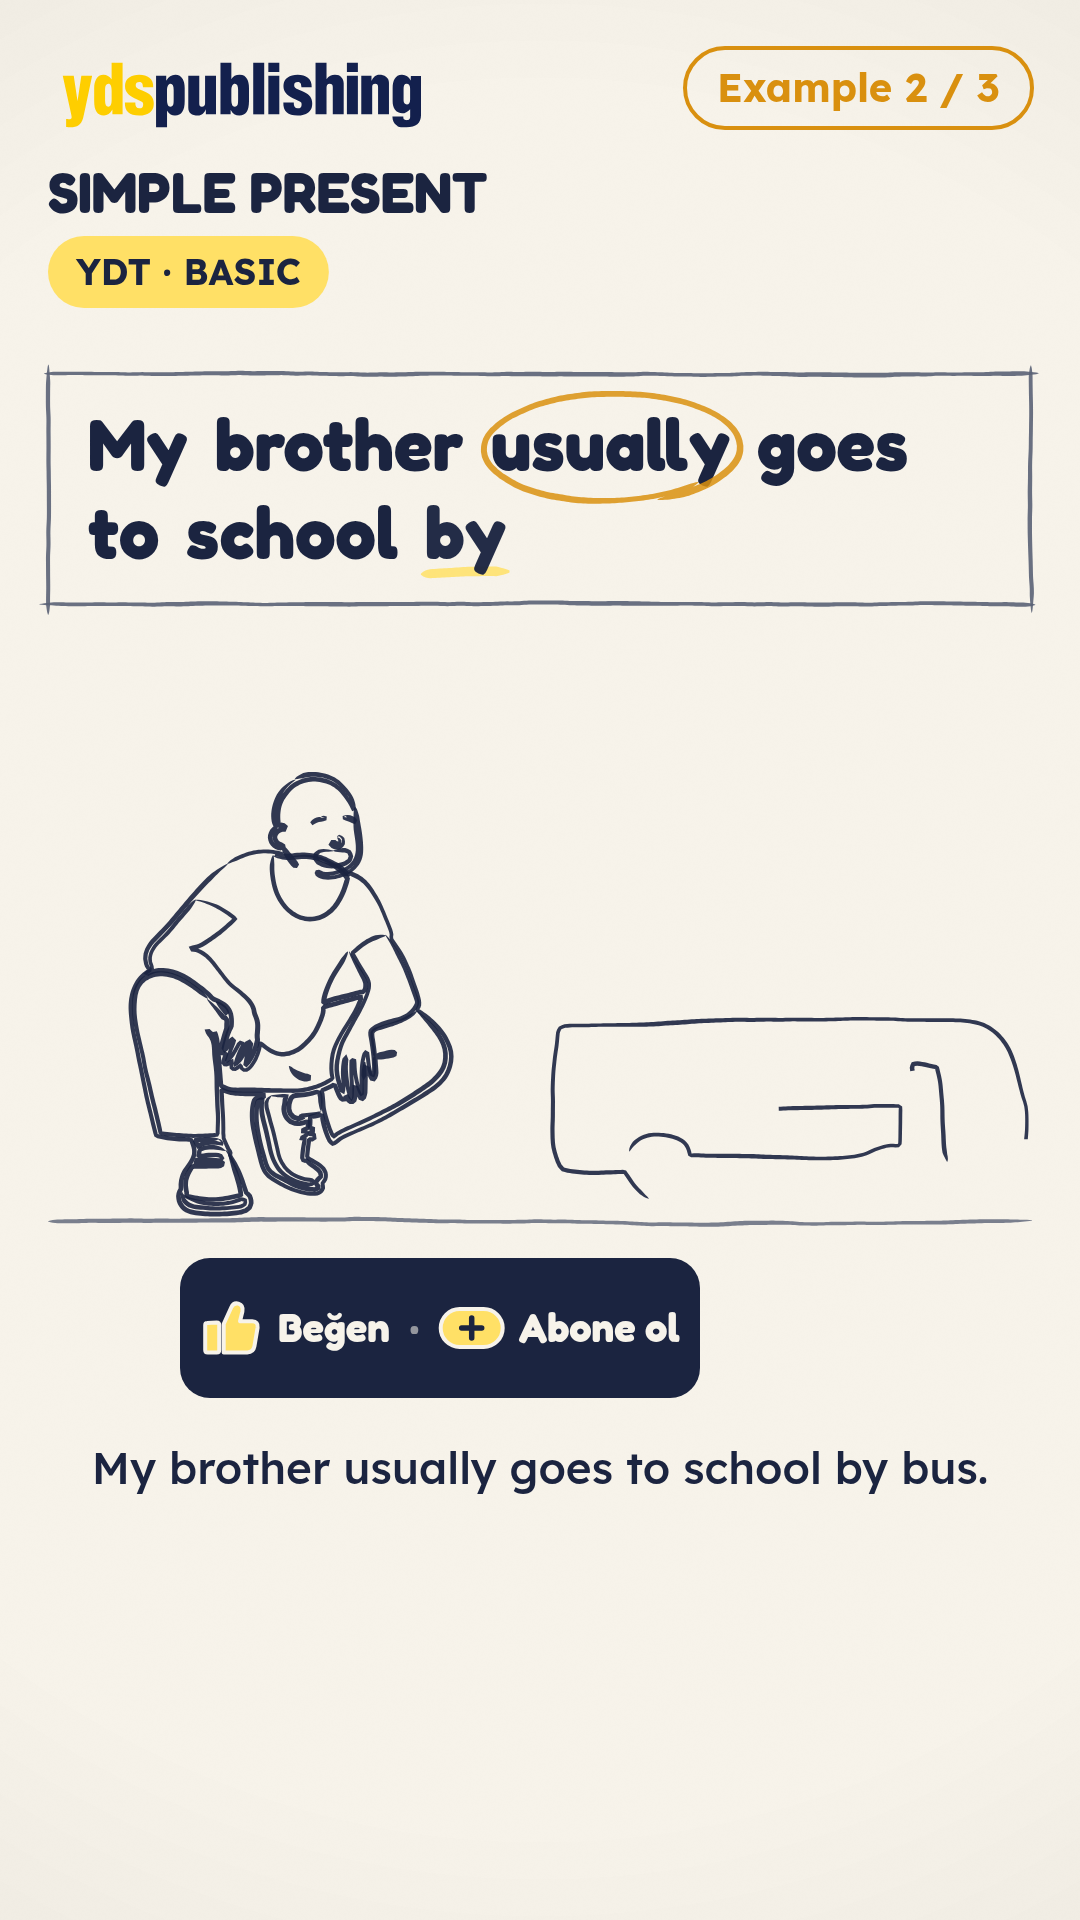 ydspublishing
Example 2 / 3
SIMPLE PRESENT
YDT · BASIC
My brother usually goes
to school by
Beğen · Abone ol
My brother usually goes to school by bus.